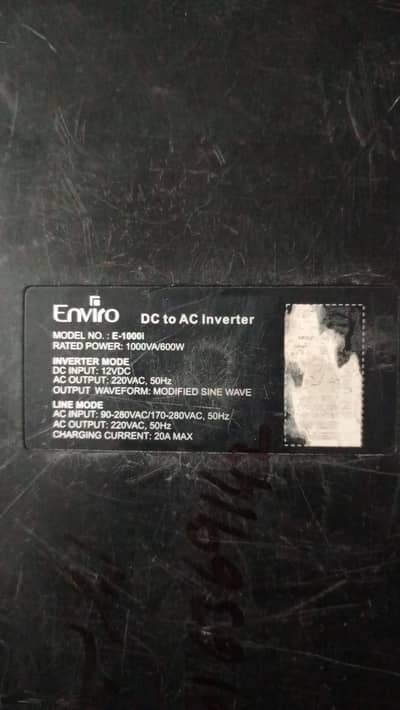 Enviro
DC to AC Inverter
MODEL NO. : E-1000i
RATED POWER: 1000VA/600W
INVERTER MODE
DC INPUT: 12VDC
AC OUTPUT: 220VAC, 50Hz
OUTPUT WAVEFORM: MODIFIED SINE WAVE
LINE MODE
AC INPUT: 90-280VAC/170-280VAC, 50Hz
AC OUTPUT: 220VAC, 50Hz
CHARGING CURRENT: 20A MAX